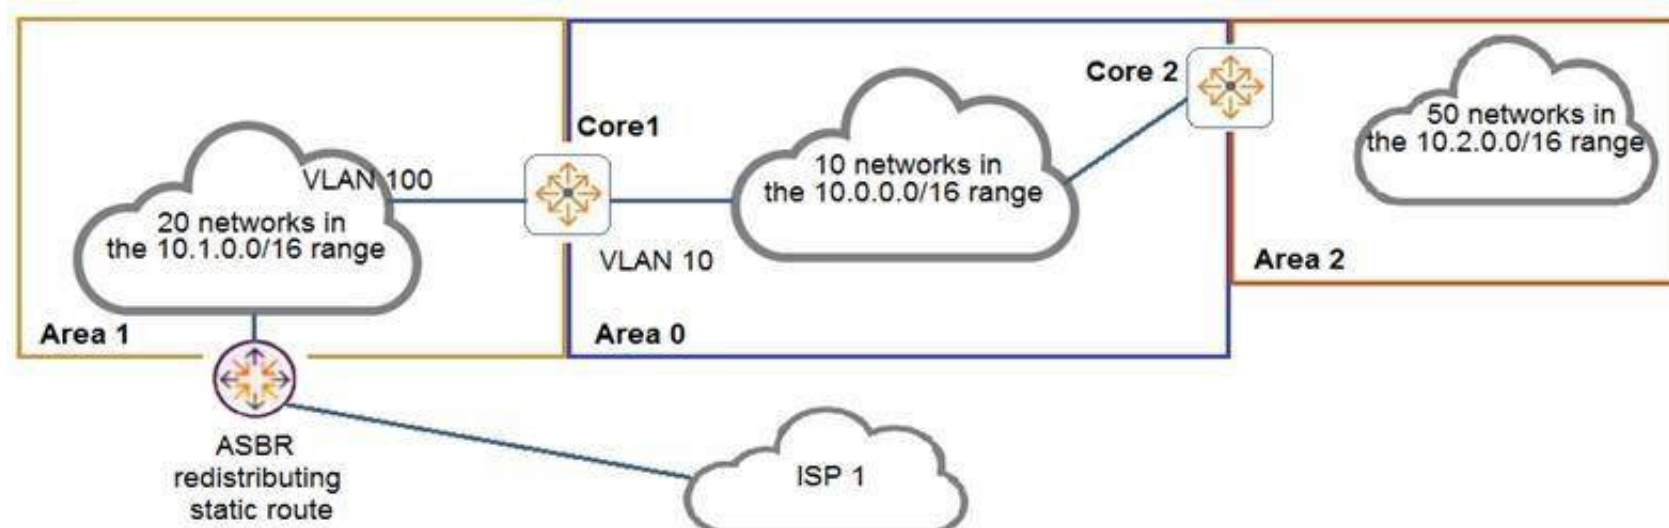 Core 2
50 networks in
the 10.2.0.0/16 range
Core1
VLAN 100
10 networks in
the 10.0.0.0/16 range
20 networks in
the 10.1.0.0/16 range
VLAN 10
Area 2
Area 1
Area 0
ASBR
redistributing
static route
ISP 1